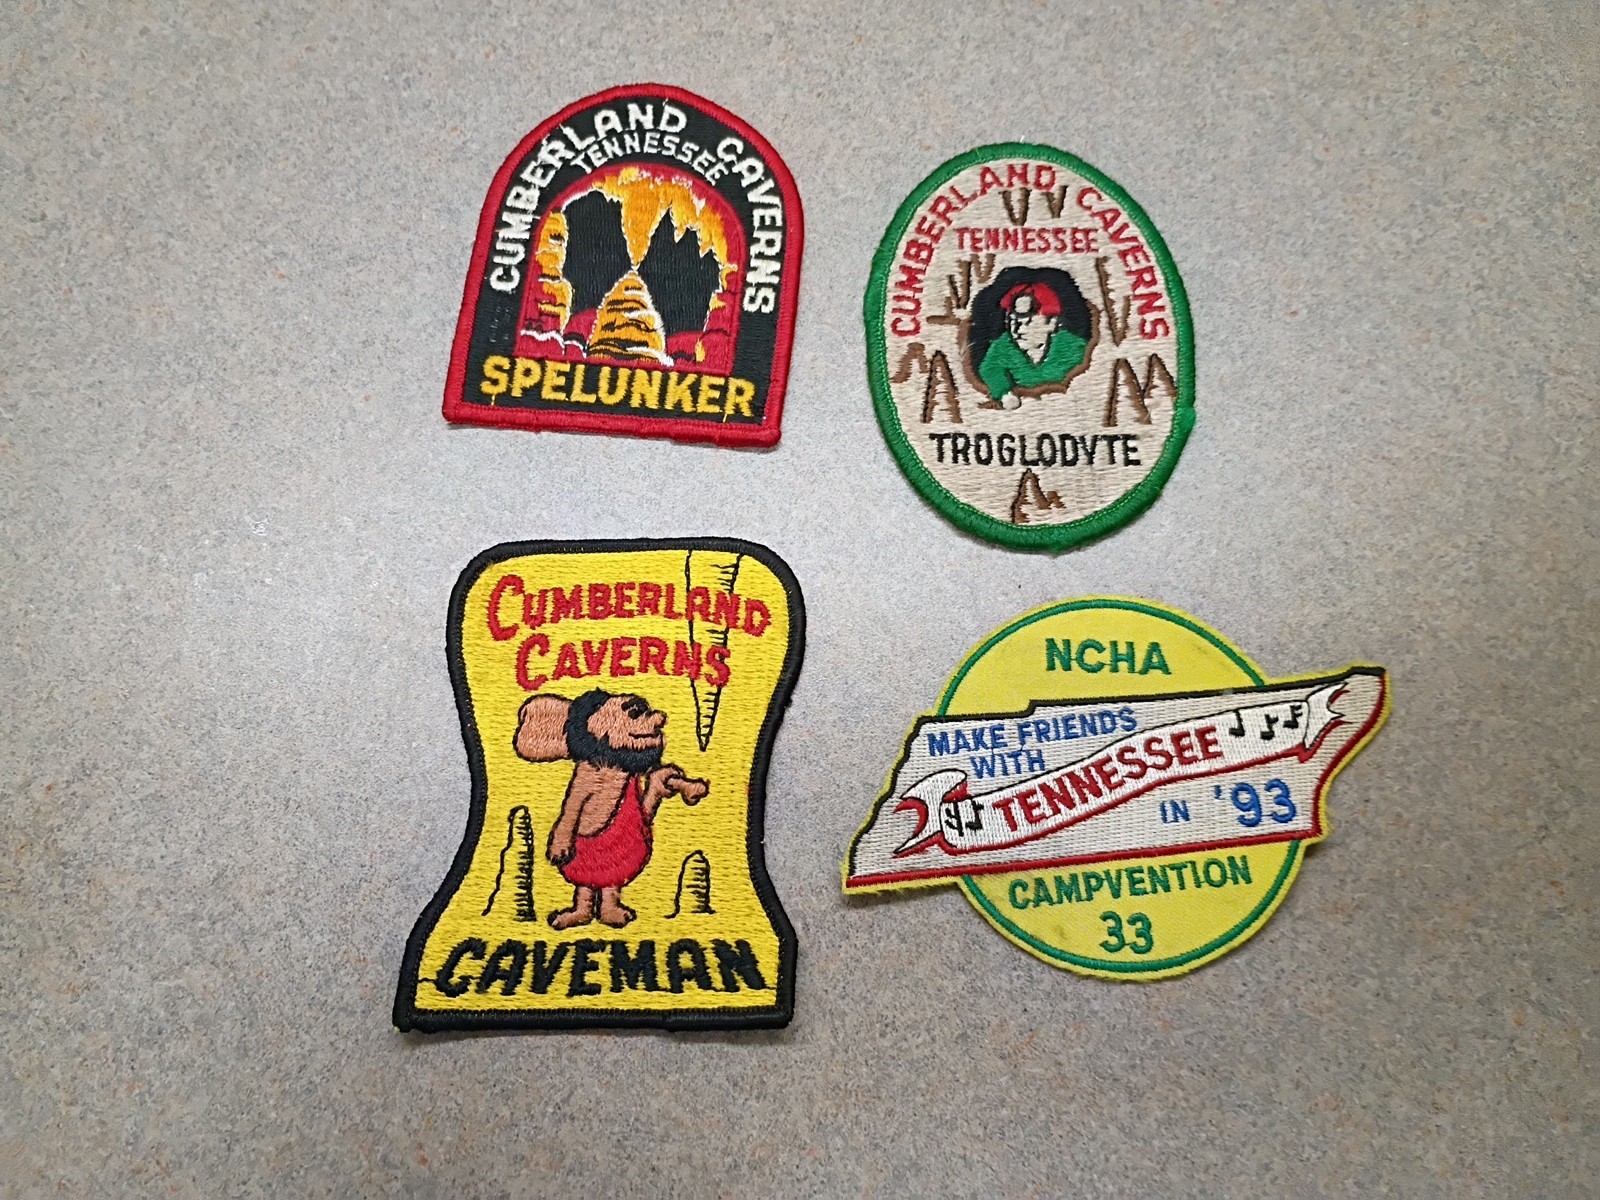 CUMBERLAND CAVERNS
TENNESSEE
SPELUNKER
CUMBERLAND CAVERNS
TENNESSEE
TROGLODYTE
CUMBERLAND
CAVERNS
CAVEMAN
NCHA
MAKE FRIENDS
WITH
TENNESSEE
IN '93
CAMPVENTION
33